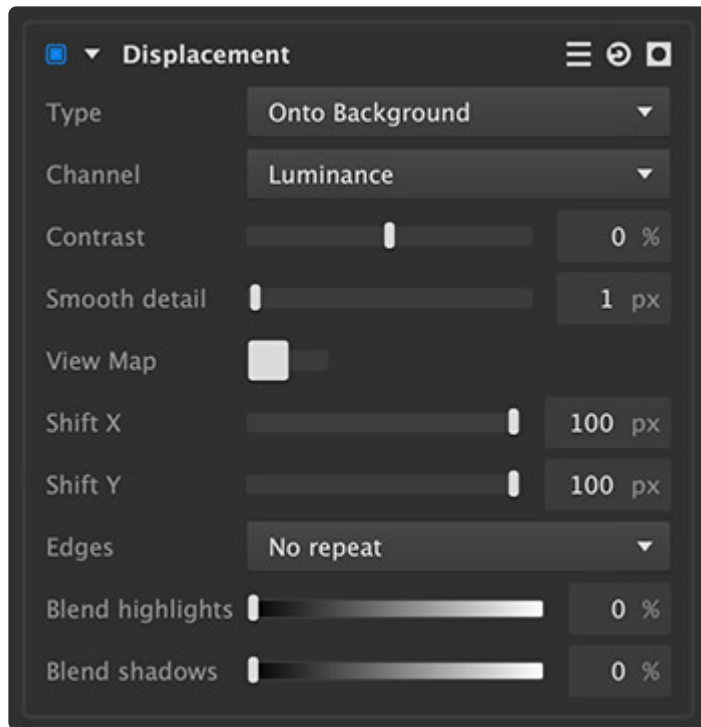 Displacement
Type Onto Background
Channel Luminance
Contrast 0 %
Smooth detail 1 px
View Map
Shift X 100 px
Shift Y 100 px
Edges No repeat
Blend highlights 0 %
Blend shadows 0 %